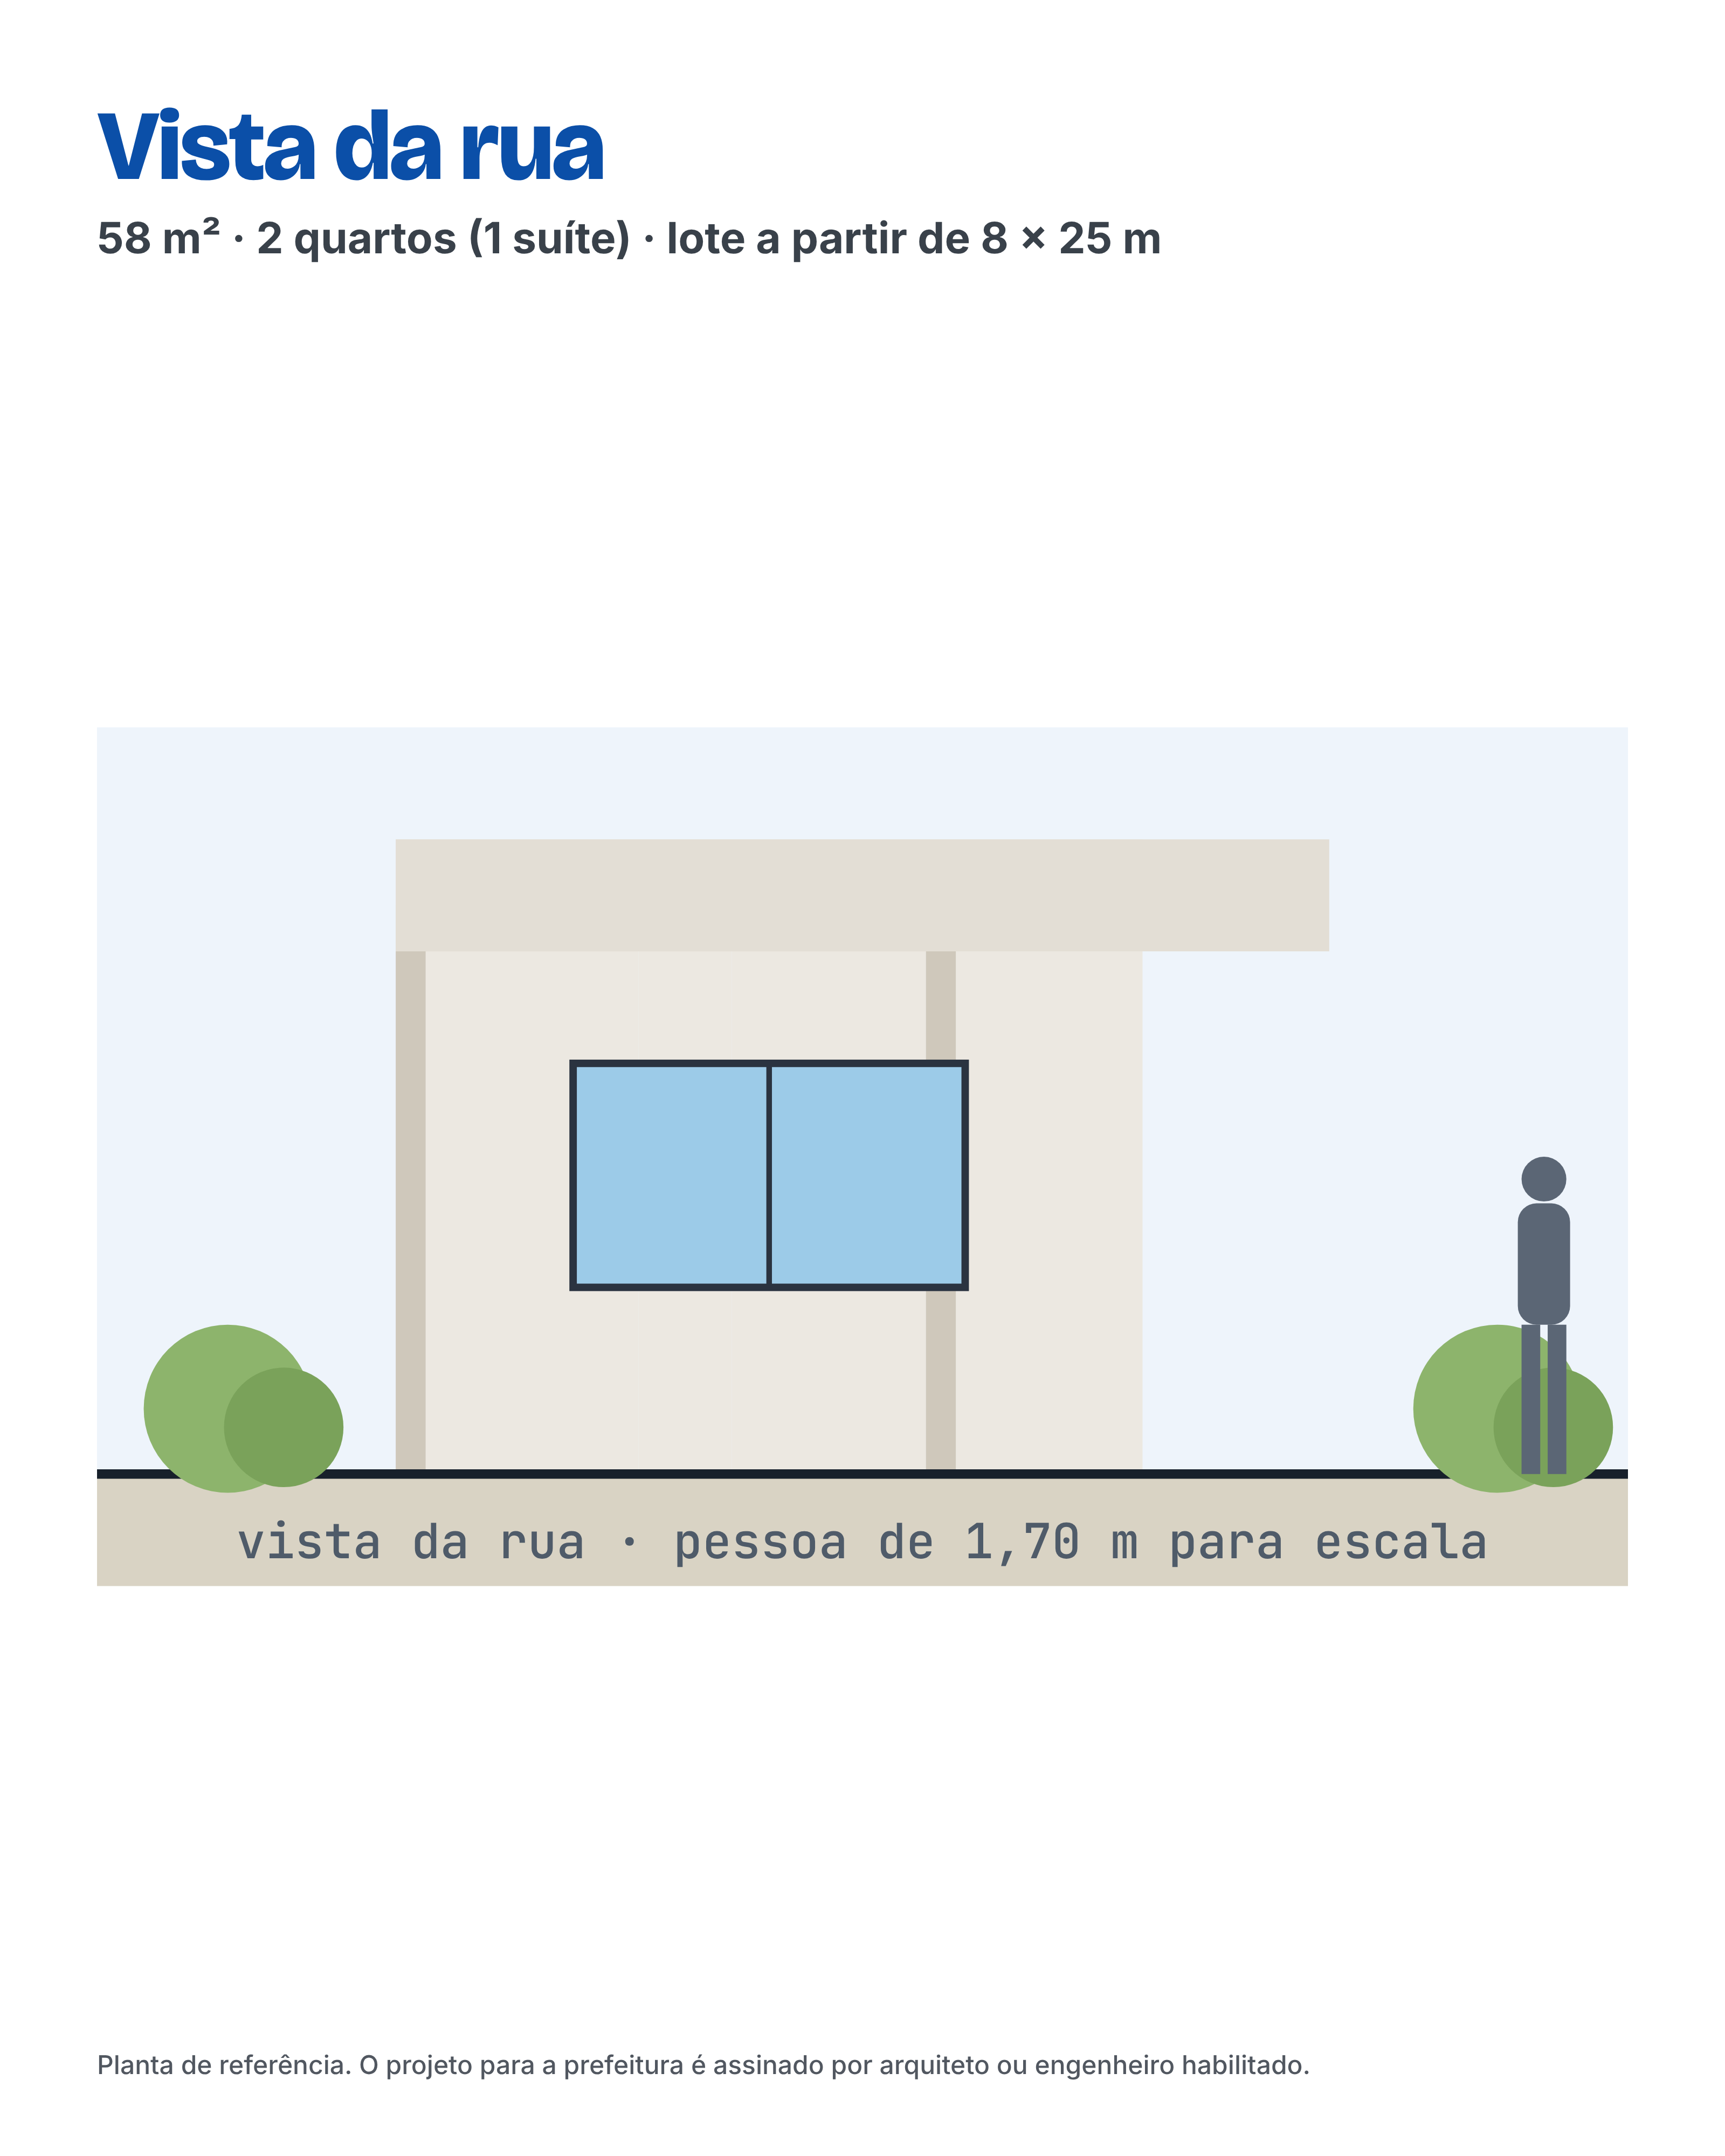 Vista da rua
58 m² · 2 quartos (1 suíte) · lote a partir de 8 × 25 m
vista da rua · pessoa de 1,70 m para escala
Planta de referência. O projeto para a prefeitura é assinado por arquiteto ou engenheiro habilitado.